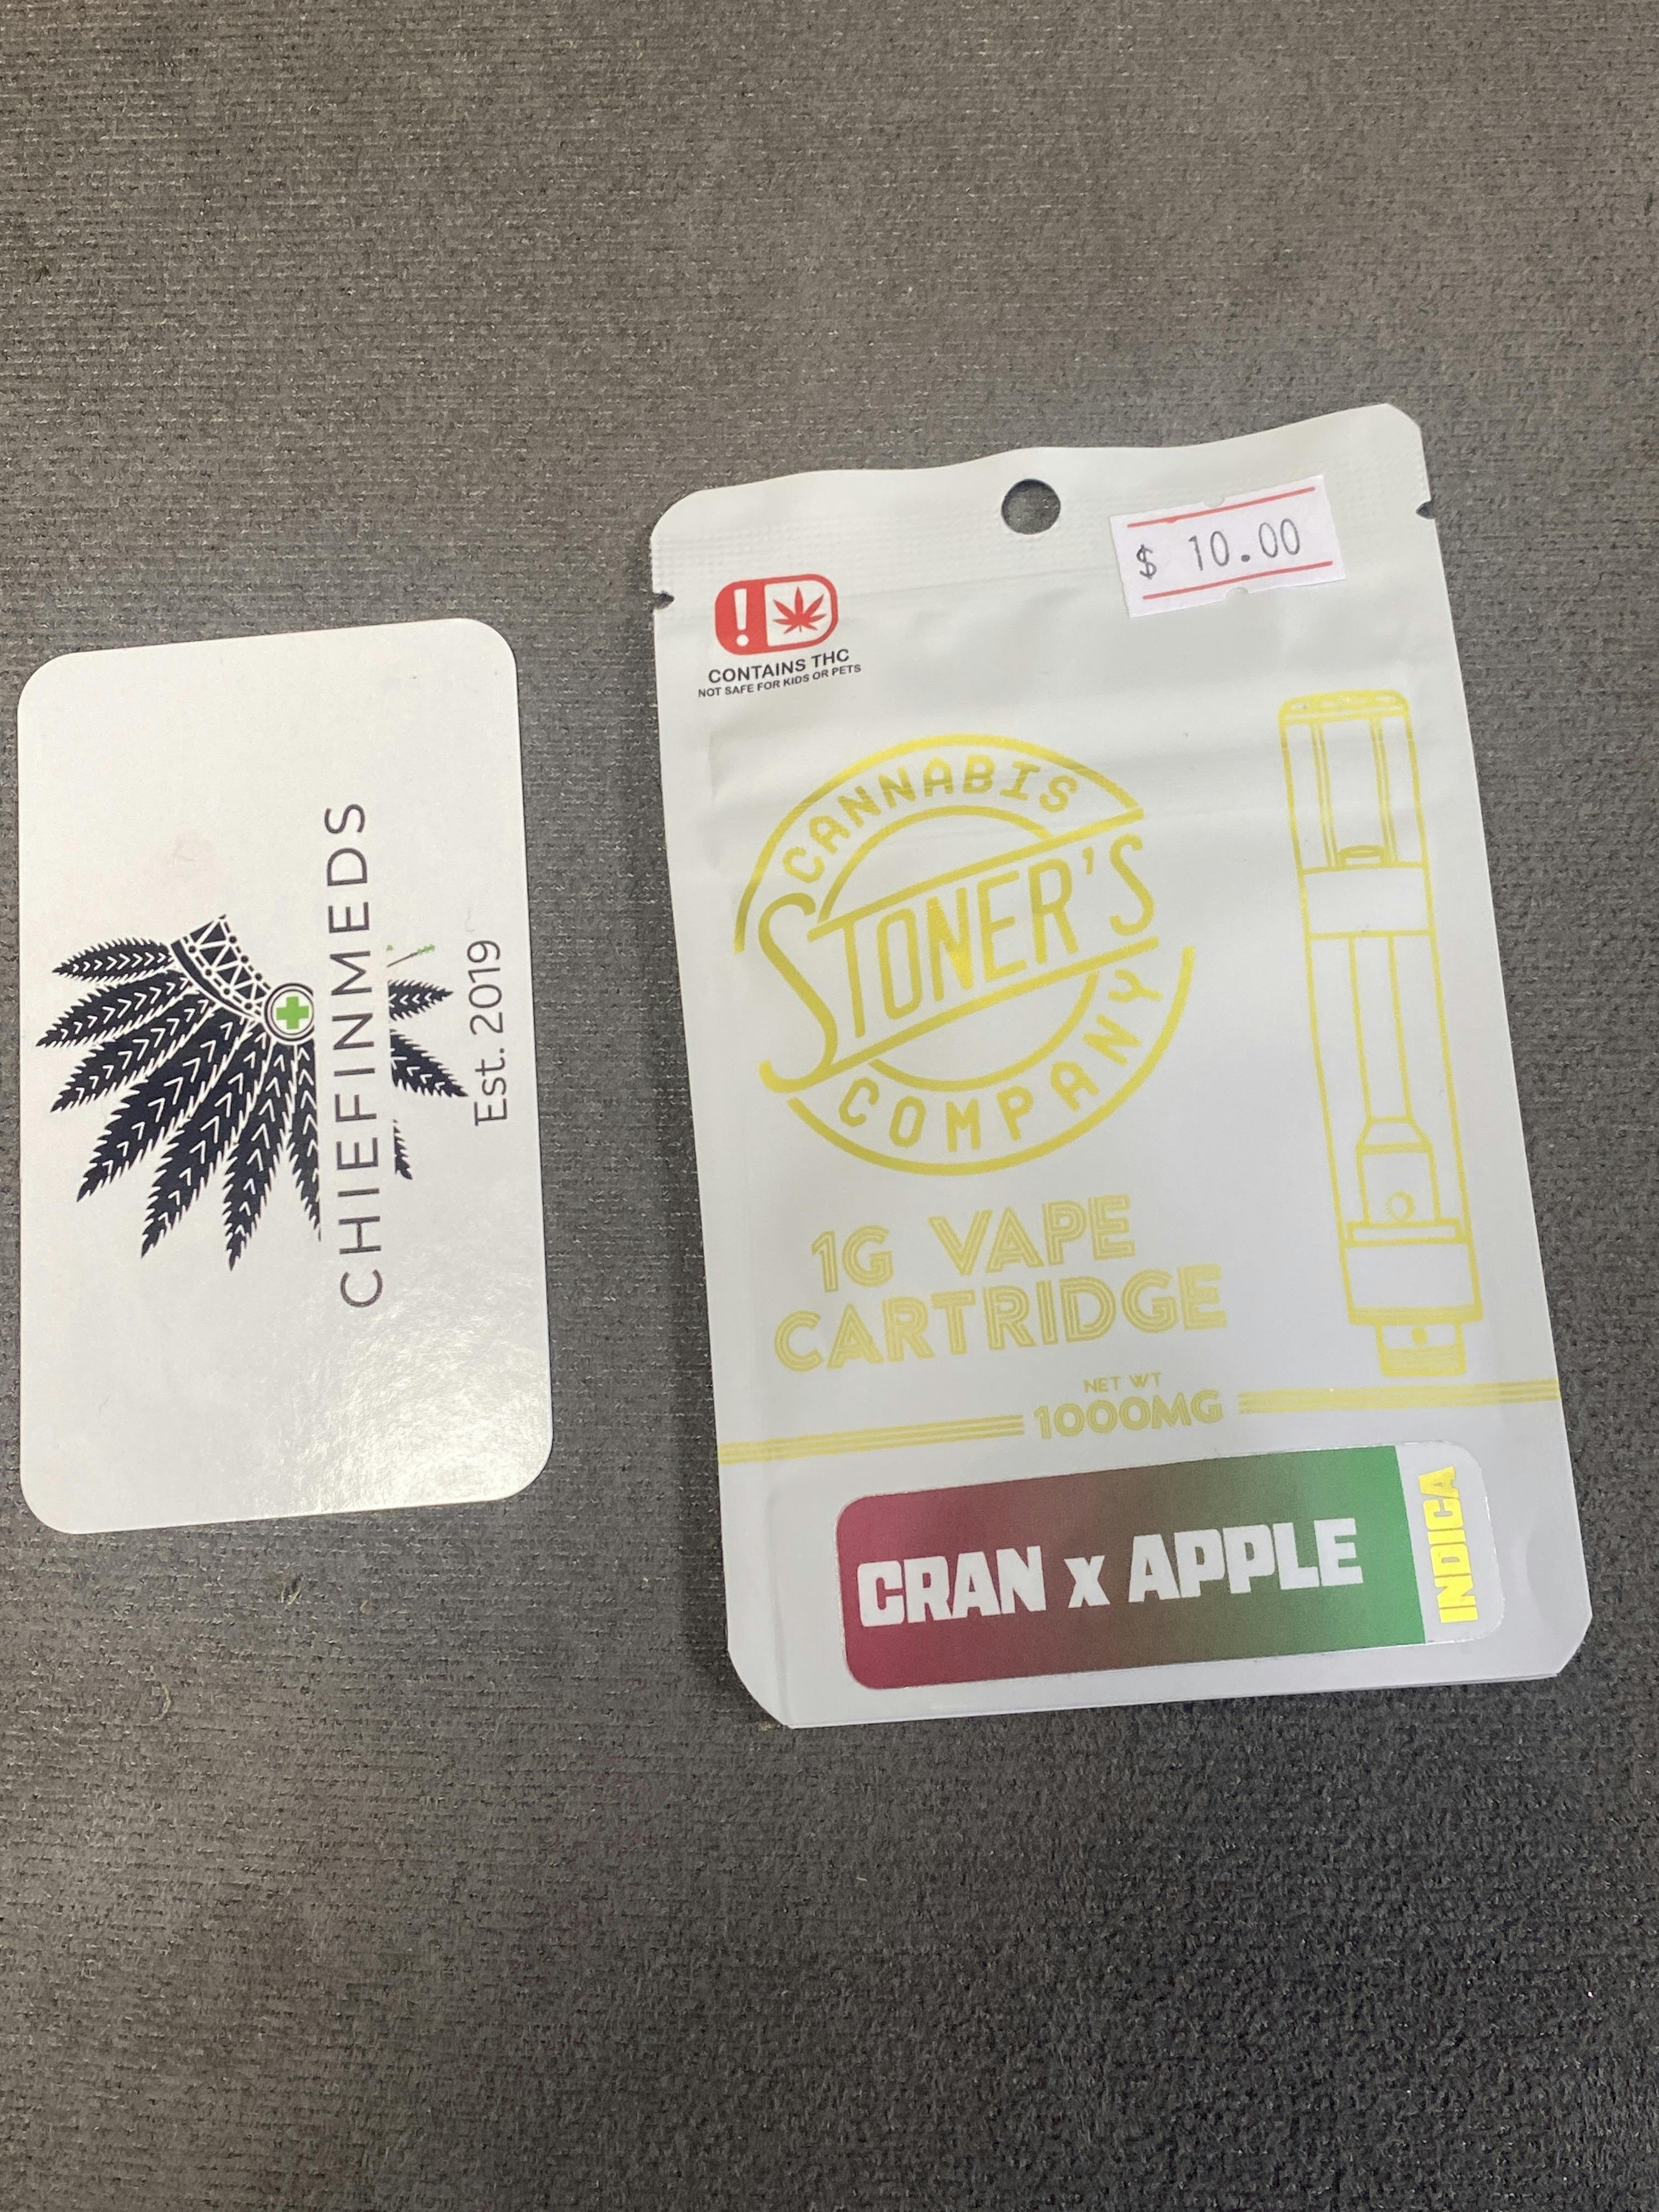 CHIEFINMEDS
Est. 2019
$ 10.00
!
CONTAINS THC
NOT SAFE FOR KIDS OR PETS
CANNABIS
STONER'S
COMPANY
1G VAPE
CARTRIDGE
NET WT
1000MG
CRAN x APPLE
INDICA